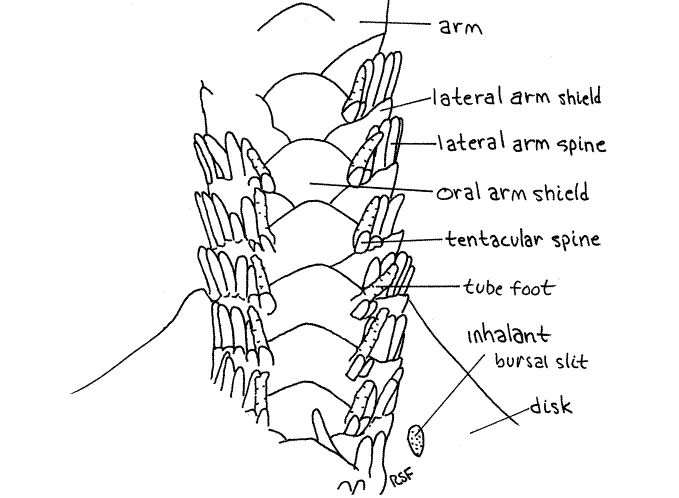 arm
lateral arm shield
lateral arm spine
oral arm shield
tentacular spine
tube foot
inhalant
bursal slit
disk
RSF